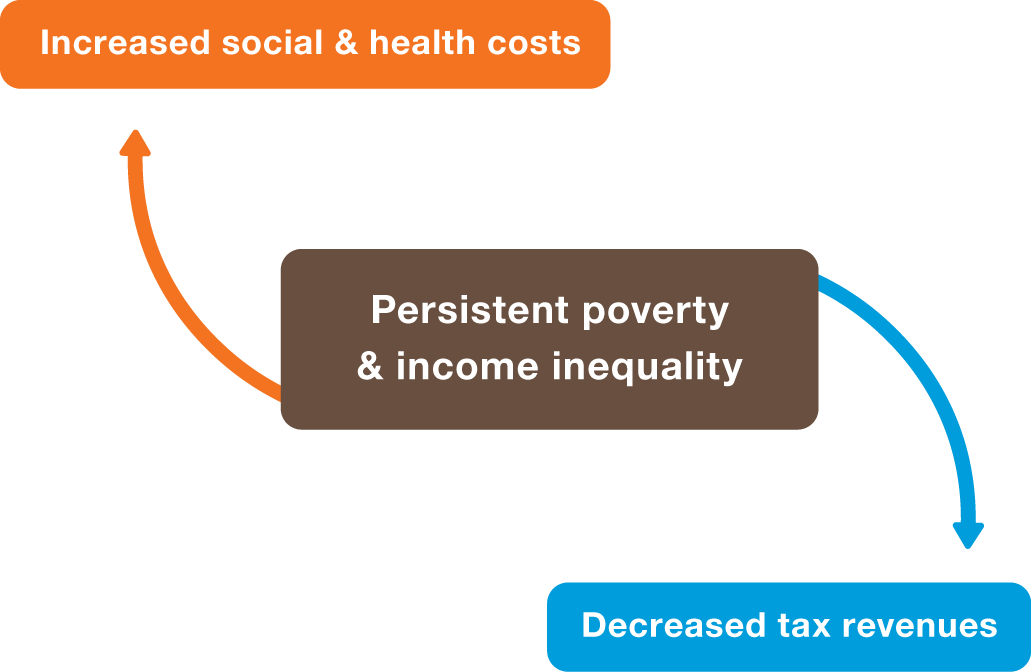 Increased social & health costs
Persistent poverty
& income inequality
Decreased tax revenues